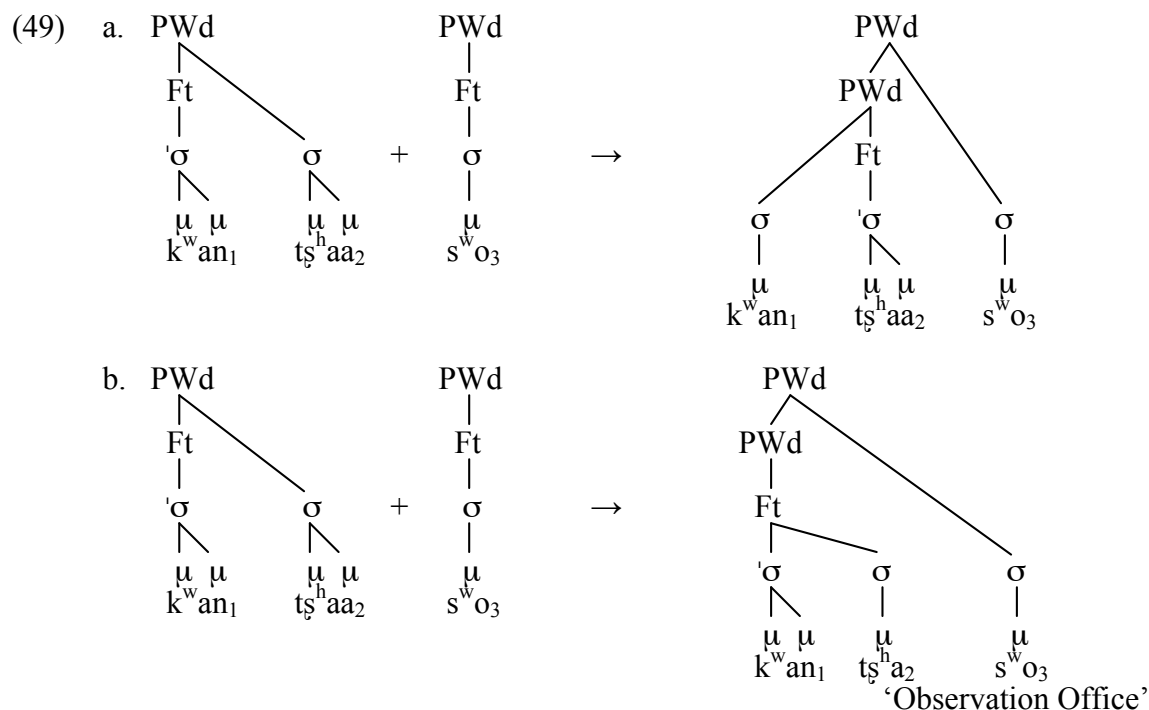 (49) a. PWd PWd PWd
Ft Ft PWd
ˈσ σ + σ → Ft
σ ˈσ σ
μ μ μ μ μ
kʷan₁ tʂʰaa₂ sʷo₃
μ μ μ μ
kʷan₁ tʂʰaa₂ sʷo₃
b. PWd PWd PWd
Ft Ft PWd
ˈσ σ + σ → Ft
ˈσ σ σ
μ μ μ μ μ
kʷan₁ tʂʰaa₂ sʷo₃
μ μ μ μ
kʷan₁ tʂʰa₂ sʷo₃
‘Observation Office’